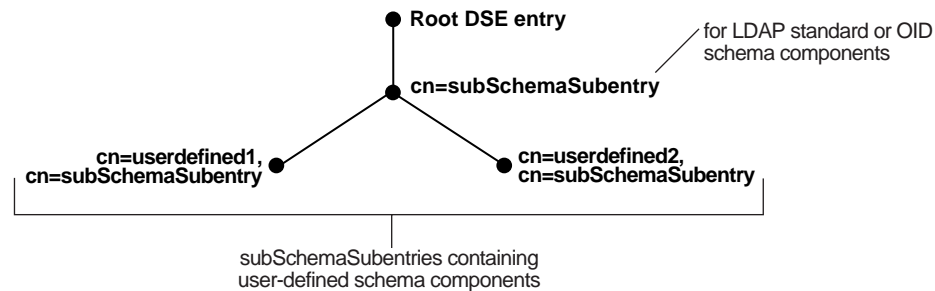 Root DSE entry
for LDAP standard or OID
schema components
cn=subSchemaSubentry
cn=userdefined1,
cn=subSchemaSubentry
cn=userdefined2,
cn=subSchemaSubentry
subSchemaSubentries containing
user-defined schema components